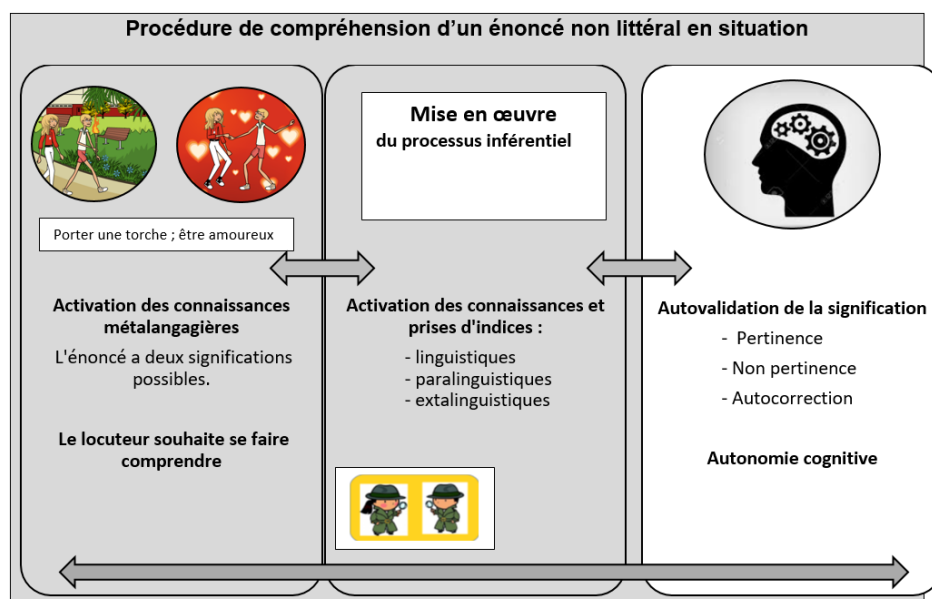 Procédure de compréhension d'un énoncé non littéral en situation
Porter une torche ; être amoureux
Activation des connaissances
métalangagières
L'énoncé a deux significations
possibles.
Le locuteur souhaite se faire
comprendre
Mise en œuvre
du processus inférentiel
Activation des connaissances et
prises d'indices :
- linguistiques
- paralinguistiques
- extalinguistiques
Autovalidation de la signification
- Pertinence
- Non pertinence
- Autocorrection
Autonomie cognitive